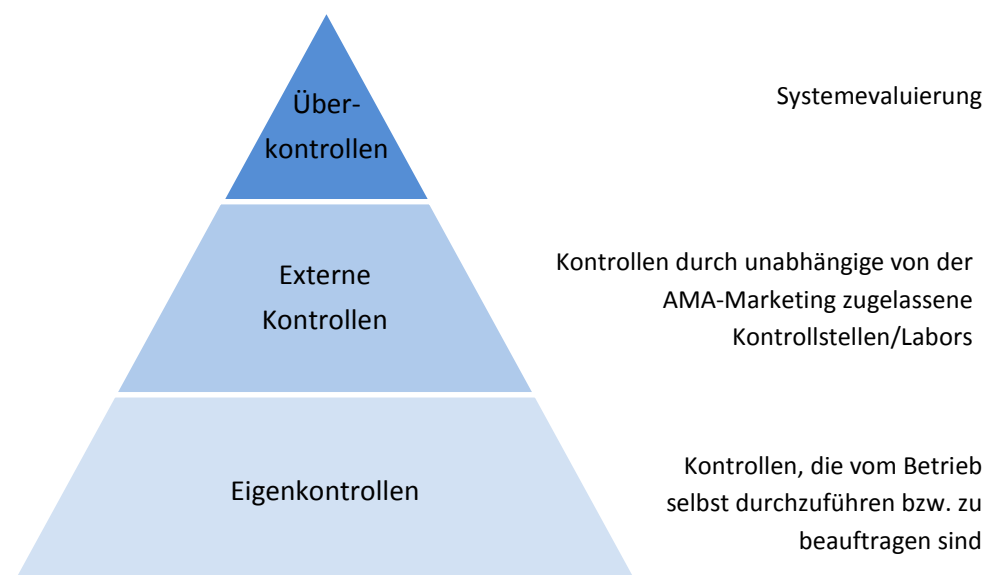 Über-
kontrollen
Systemevaluierung
Externe
Kontrollen
Kontrollen durch unabhängige von der
AMA-Marketing zugelassene
Kontrollstellen/Labors
Eigenkontrollen
Kontrollen, die vom Betrieb
selbst durchzuführen bzw. zu
beauftragen sind